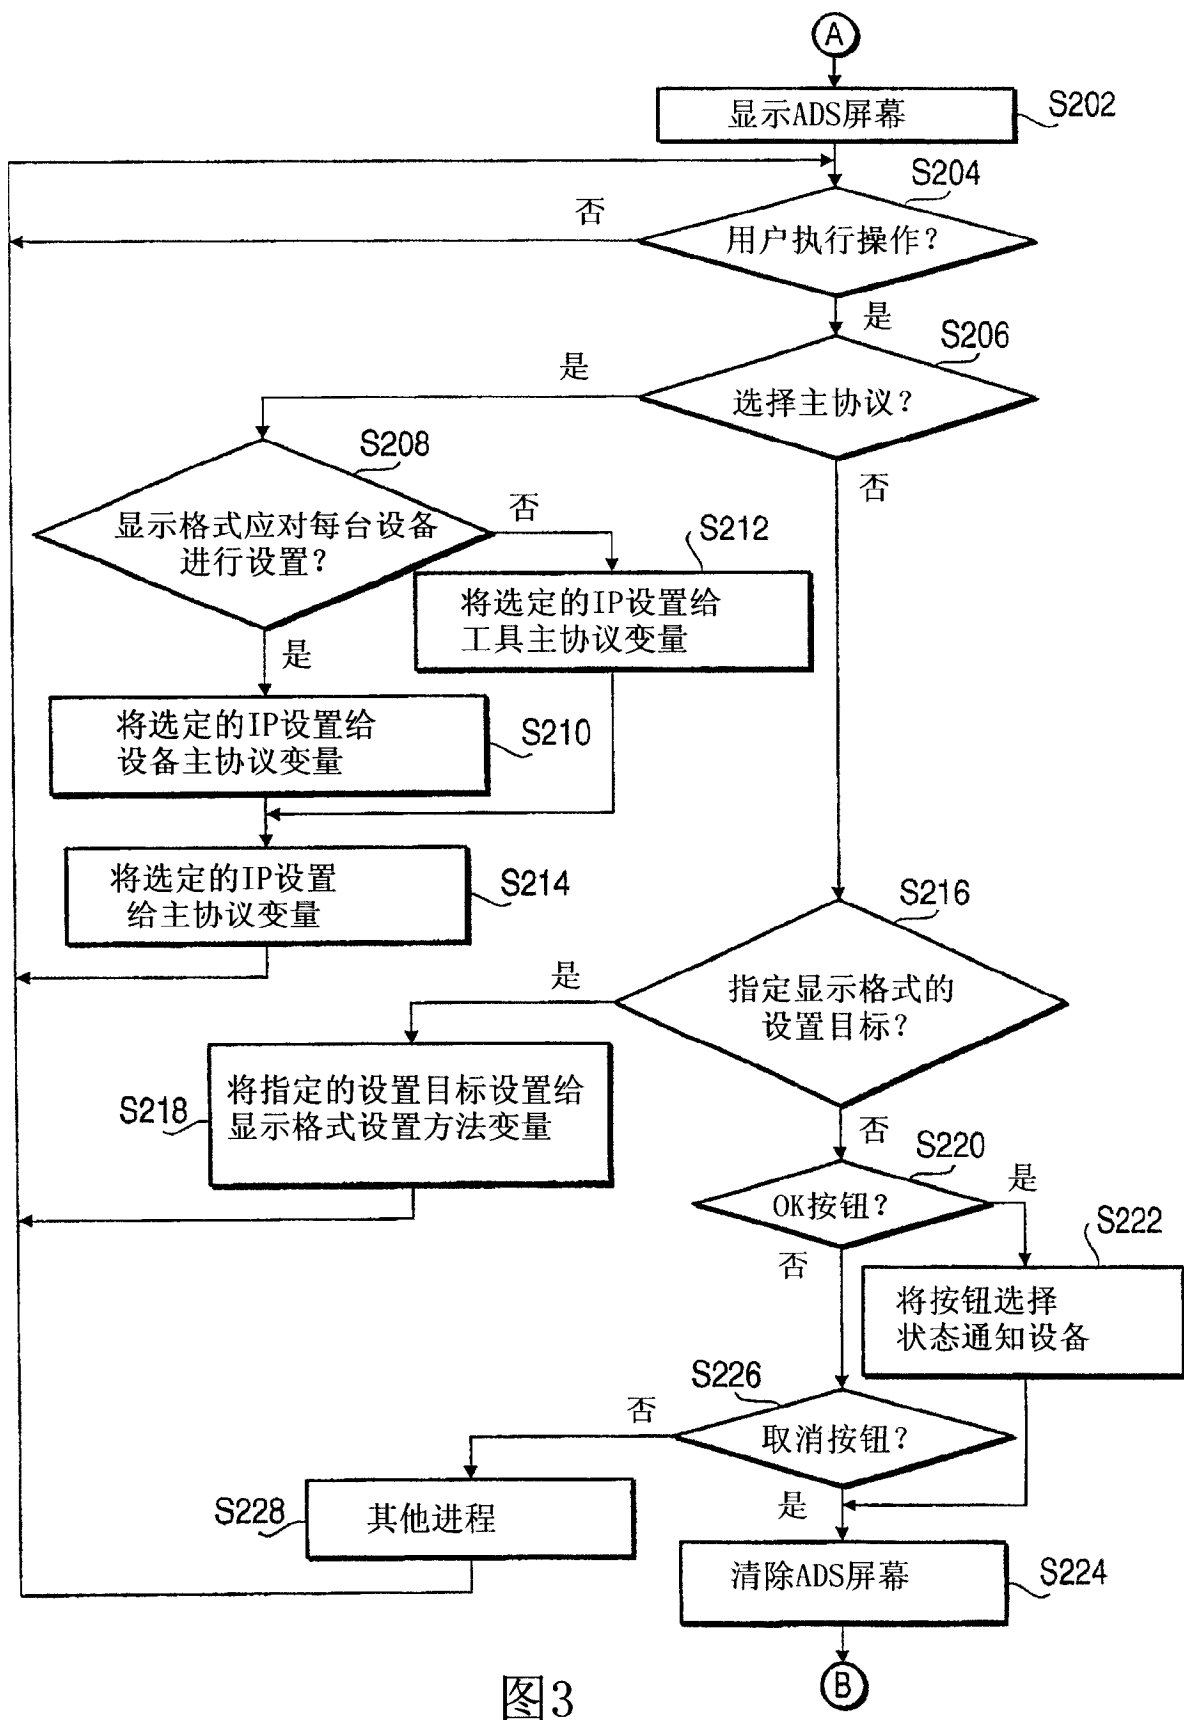 A
显示ADS屏幕
S202
S204
否
用户执行操作？
是
S206
是
选择主协议？
S208
否
否
显示格式应对每台设备
进行设置？
S212
将选定的IP设置给
工具主协议变量
是
将选定的IP设置给
设备主协议变量
S210
将选定的IP设置
给主协议变量
S214
S216
是
指定显示格式的
设置目标？
将指定的设置目标设置给
显示格式设置方法变量
S218
否
S220
是
OK按钮？
否
S222
将按钮选择
状态通知设备
S226
否
取消按钮？
S228
其他进程
是
清除ADS屏幕
S224
B
图3